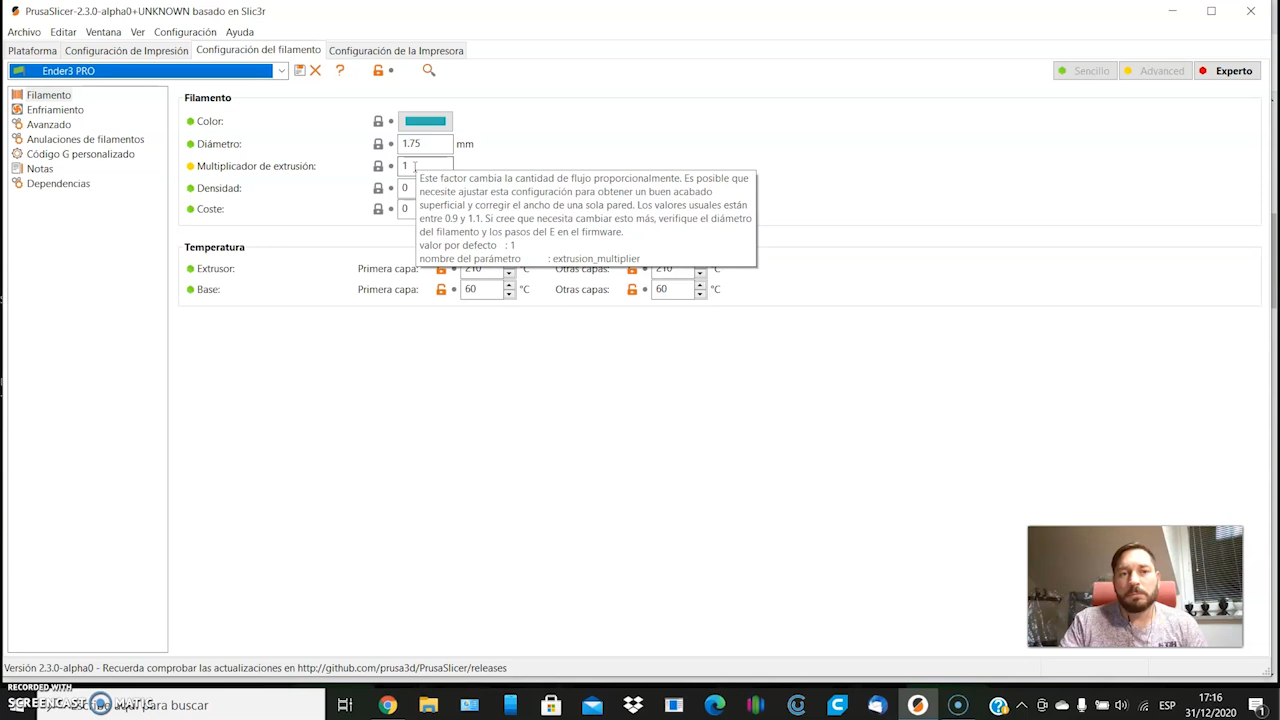 PrusaSlicer-2.3.0-alpha0+UNKNOWN basado en Slic3r
Archivo Editar Ventana Ver Configuración Ayuda
Plataforma Configuración de Impresión Configuración del filamento Configuración de la Impresora
Ender3 PRO
? Sencillo Advanced Experto
Filamento
Enfriamiento
Avanzado
Anulaciones de filamentos
Código G personalizado
Notas
Dependencias
Filamento
Color:
Diámetro: 1.75 mm
Multiplicador de extrusión: 1
Densidad: 0
Coste: 0
Este factor cambia la cantidad de flujo proporcionalmente. Es posible que
necesite ajustar esta configuración para obtener un buen acabado
superficial y corregir el ancho de una sola pared. Los valores usuales están
entre 0.9 y 1.1. Si cree que necesita cambiar esto más, verifique el diámetro
del filamento y los pasos del E en el firmware.
valor por defecto : 1
nombre del parámetro : extrusion_multiplier
Temperatura
Extrusor: Primera capa: 210 °C Otras capas: 210 °C
Base: Primera capa: 60 °C Otras capas: 60 °C
Versión 2.3.0-alpha0 - Recuerda comprobar las actualizaciones en http://github.com/prusa3d/PrusaSlicer/releases
RECORDED WITH
SCREENCAST MATIC
para buscar
ESP
17:16
31/12/2020
1